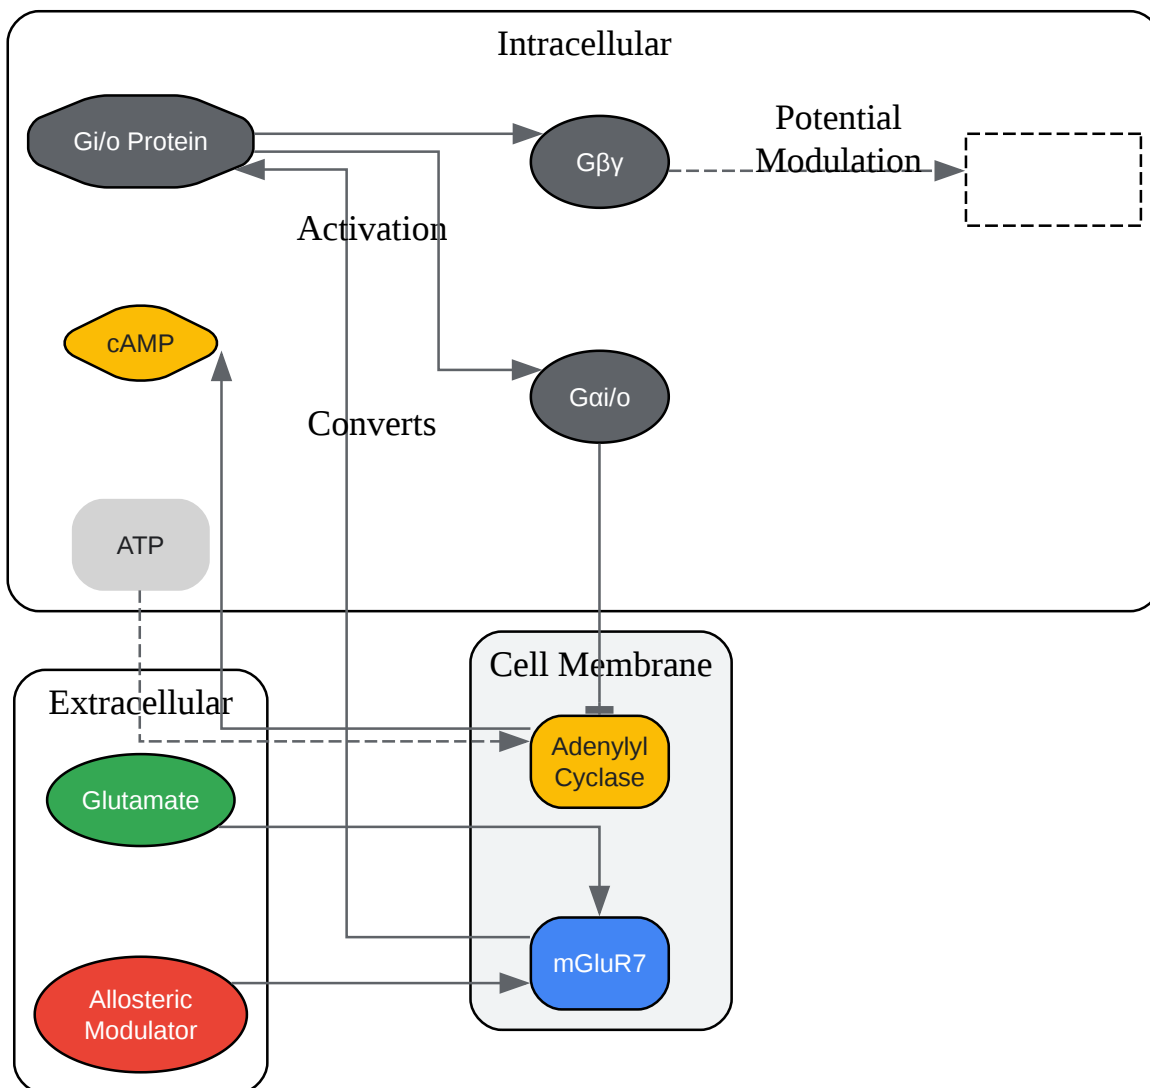 Intracellular
Gi/o Protein
Gβγ
Potential
Modulation
Activation
cAMP
Gαi/o
Converts
ATP
Cell Membrane
Extracellular
Adenylyl
Cyclase
Glutamate
mGluR7
Allosteric
Modulator